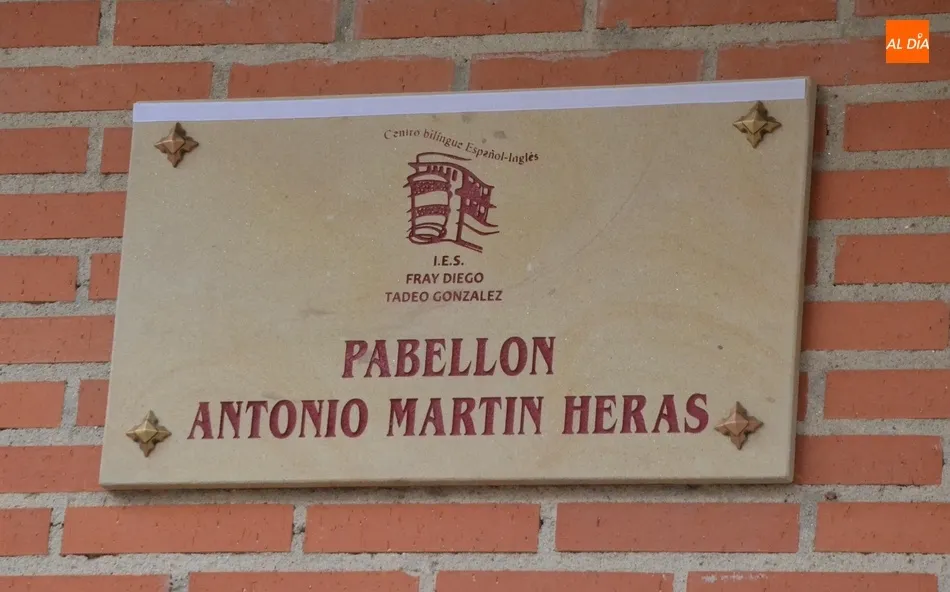 AL DÍA
Centro bilingüe Español-Inglés
I.E.S.
FRAY DIEGO
TADEO GONZALEZ
PABELLON
ANTONIO MARTIN HERAS